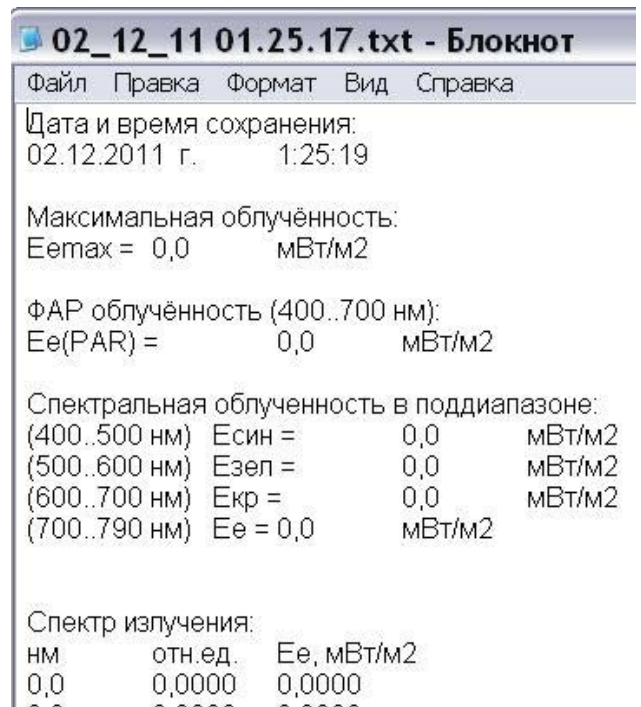 02_12_11 01.25.17.txt - Блокнот
Файл Правка Формат Вид Справка
Дата и время сохранения:
02.12.2011 г. 1:25:19
Максимальная облучённость:
Eemax = 0,0 мВт/м2
ФАР облучённость (400..700 нм):
Ee(PAR) = 0,0 мВт/м2
Спектральная облученность в поддиапазоне:
(400..500 нм) Eсин = 0,0 мВт/м2
(500..600 нм) Eзел = 0,0 мВт/м2
(600..700 нм) Eкр = 0,0 мВт/м2
(700..790 нм) Ee = 0,0 мВт/м2
Спектр излучения:
нм отн.ед. Ee, мВт/м2
0,0 0,0000 0,0000